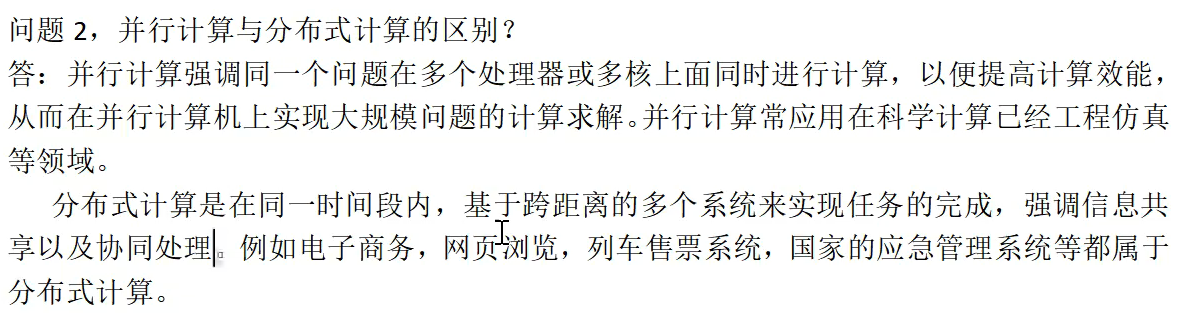 问题 2，并行计算与分布式计算的区别？
答：并行计算强调同一个问题在多个处理器或多核上面同时进行计算，以便提高计算效能，
从而在并行计算机上实现大规模问题的计算求解。并行计算常应用在科学计算已经工程仿真
等领域。
分布式计算是在同一时间段内，基于跨距离的多个系统来实现任务的完成，强调信息共
享以及协同处理。例如电子商务，网页浏览，列车售票系统，国家的应急管理系统等都属于
分布式计算。